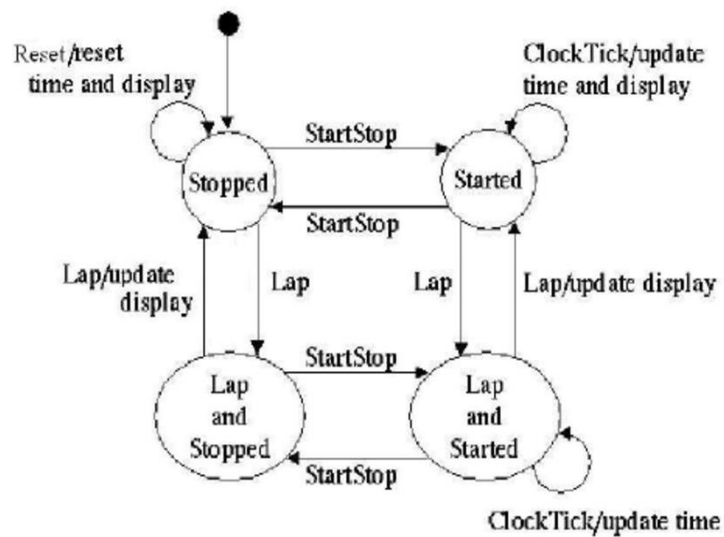 Reset/reset
time and display
ClockTick/update
time and display
StartStop
Stopped
Started
StartStop
Lap/update
display
Lap
Lap
Lap/update display
StartStop
Lap
and
Stopped
Lap
and
Started
StartStop
ClockTick/update time